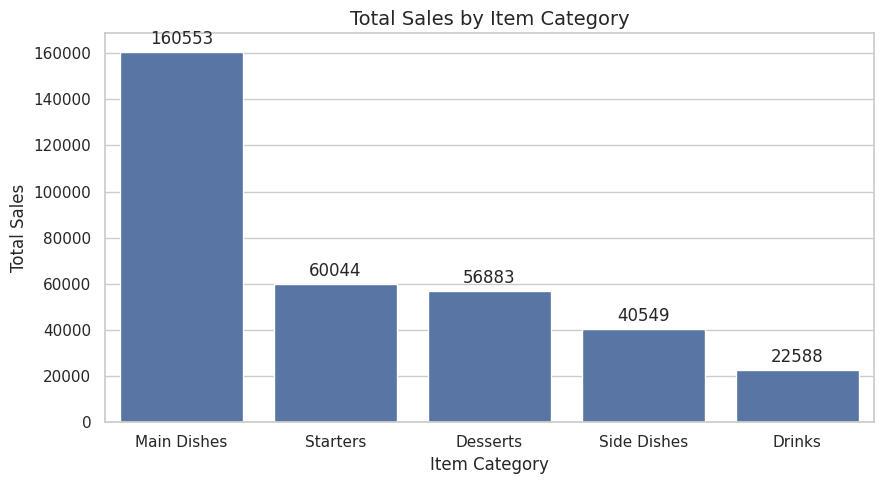 Total Sales by Item Category
Total Sales
160000
140000
120000
100000
80000
60000
40000
20000
0
160553
60044
56883
40549
22588
Main Dishes
Starters
Desserts
Side Dishes
Drinks
Item Category